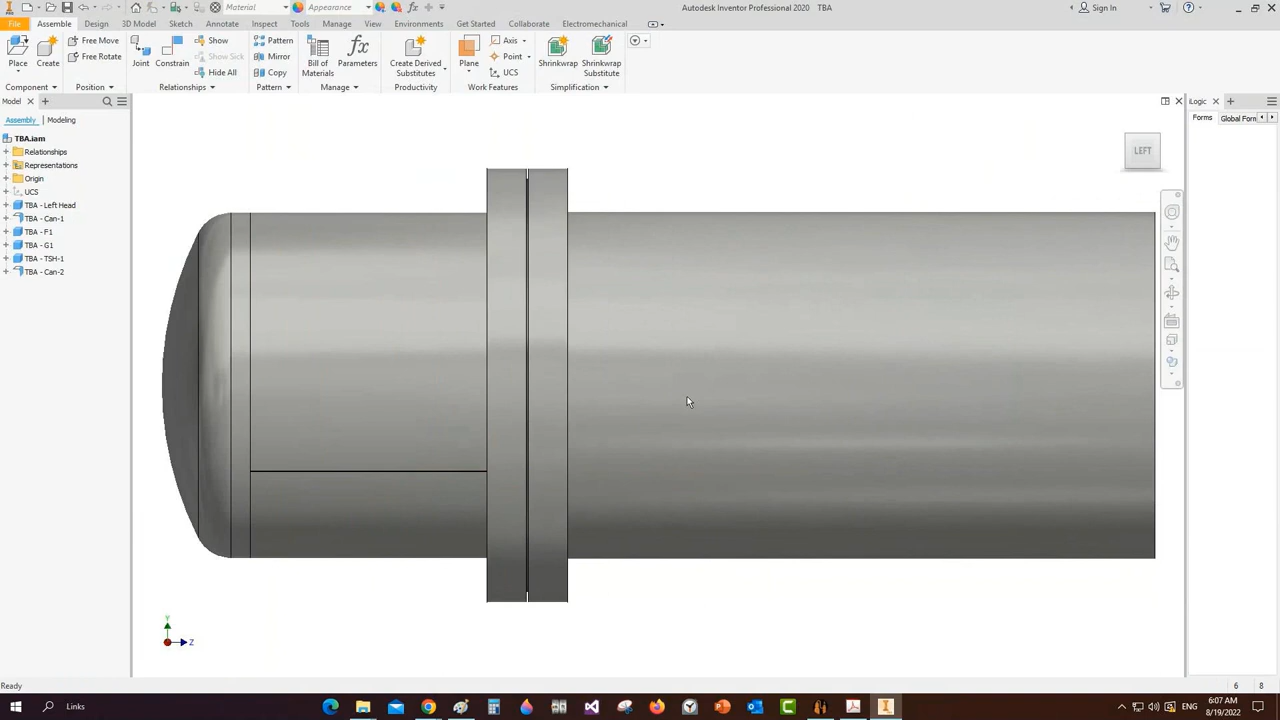 Material
Appearance
Autodesk Inventor Professional 2020 TBA
Sign In
File
Assemble
Design
3D Model
Sketch
Annotate
Inspect
Tools
Manage
View
Environments
Get Started
Collaborate
Electromechanical
Place
Create
Free Move
Free Rotate
Joint
Constrain
Show
Show Sick
Hide All
Pattern
Mirror
Copy
Bill of
Materials
Parameters
Create Derived
Substitutes
Plane
Axis
Point
UCS
Shrinkwrap
Shrinkwrap
Substitute
Component
Position
Relationships
Pattern
Manage
Productivity
Work Features
Simplification
Model
iLogic
Assembly
Modeling
Forms
Global Forn
TBA.iam
Relationships
Representations
Origin
UCS
TBA - Left Head
TBA - Can-1
TBA - F1
TBA - G1
TBA - TSH-1
TBA - Can-2
LEFT
Y
Z
Ready
6
8
Links
ENG
6:07 AM
8/19/2022